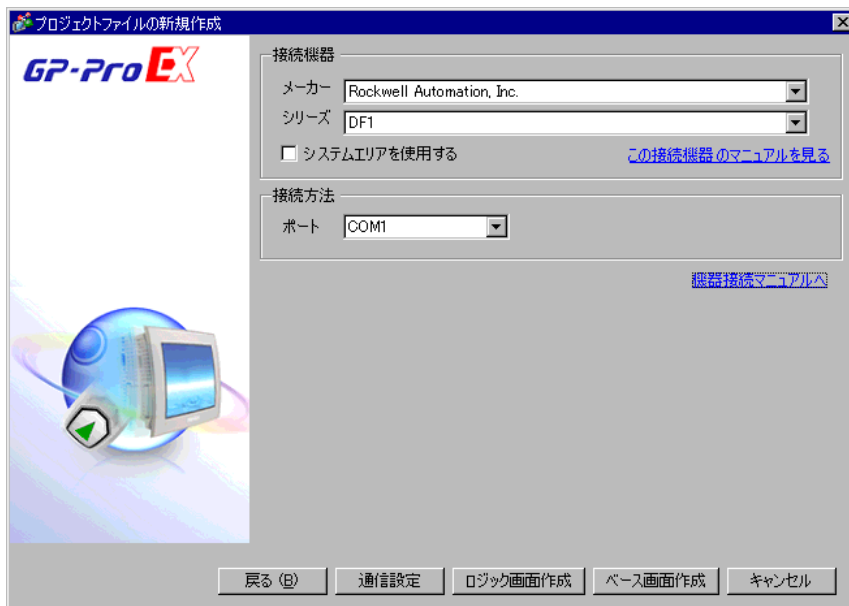 プロジェクトファイルの新規作成
GP-Pro EX
接続機器
メーカー Rockwell Automation, Inc.
シリーズ DF1
システムエリアを使用する この接続機器のマニュアルを見る
接続方法
ポート COM1
機器接続マニュアルへ
戻る (B) 通信設定 ロジック画面作成 ベース画面作成 キャンセル